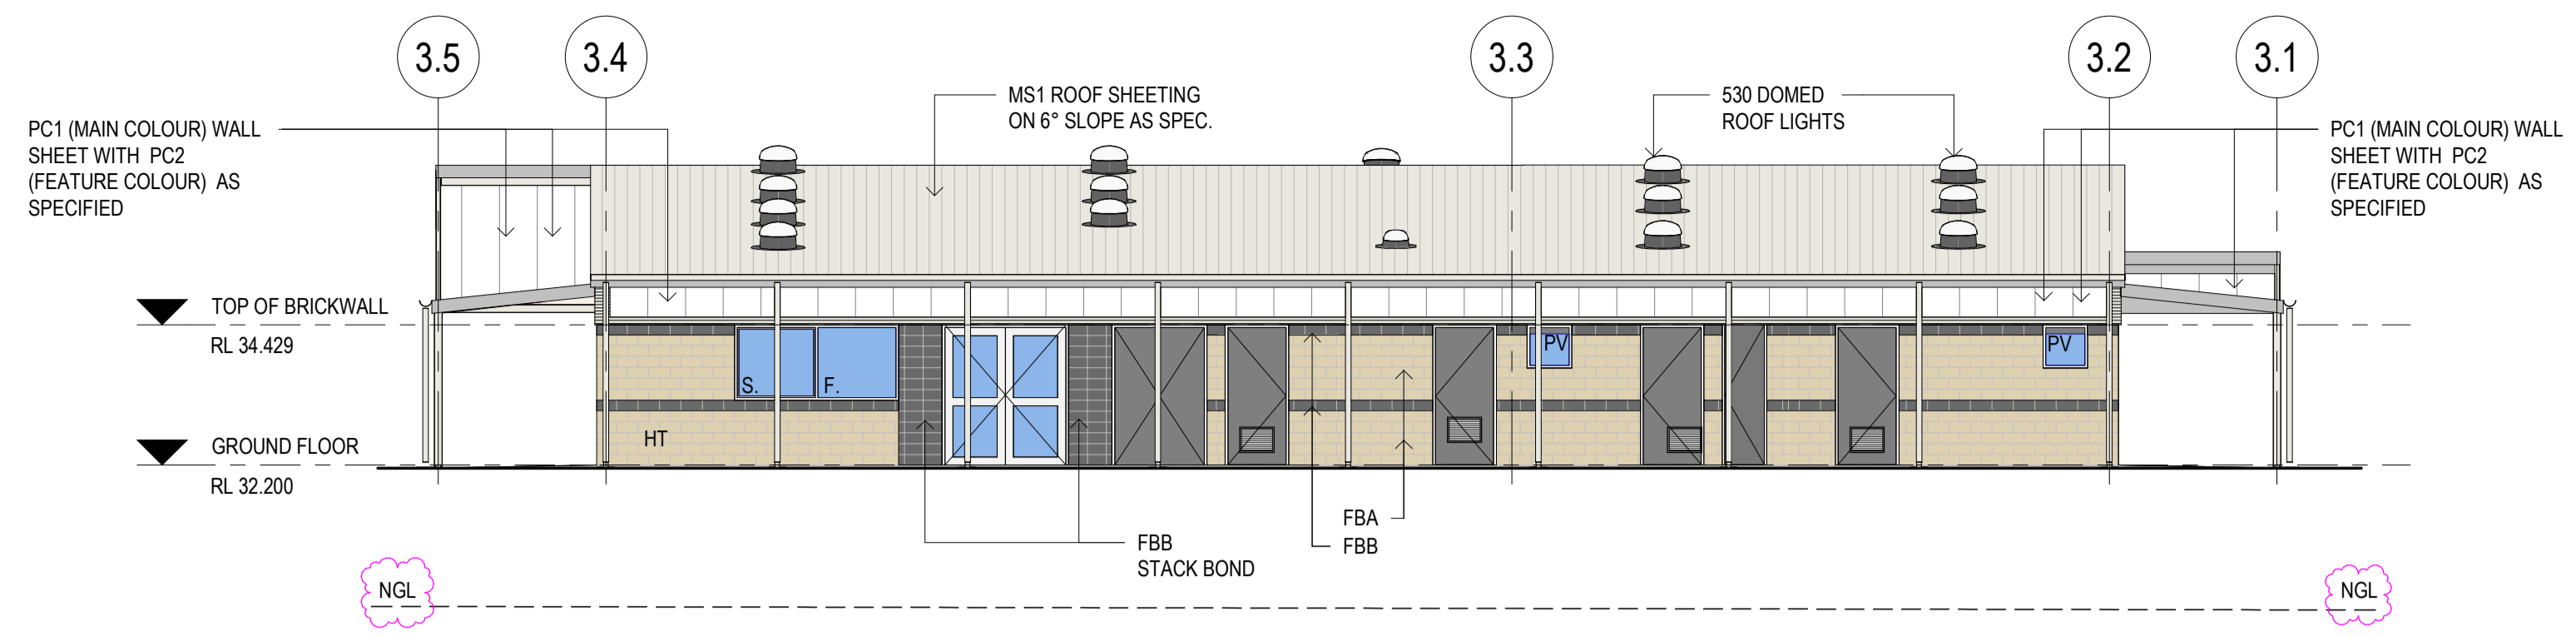 3.5
3.4
3.3
3.2
3.1
MS1 ROOF SHEETING
ON 6° SLOPE AS SPEC.
530 DOMED
ROOF LIGHTS
PC1 (MAIN COLOUR) WALL
SHEET WITH PC2
(FEATURE COLOUR) AS
SPECIFIED
PC1 (MAIN COLOUR) WALL
SHEET WITH PC2
(FEATURE COLOUR) AS
SPECIFIED
TOP OF BRICKWALL
RL 34.429
PV
PV
S.
F.
HT
GROUND FLOOR
RL 32.200
FBA
FBB
FBB
STACK BOND
NGL
NGL